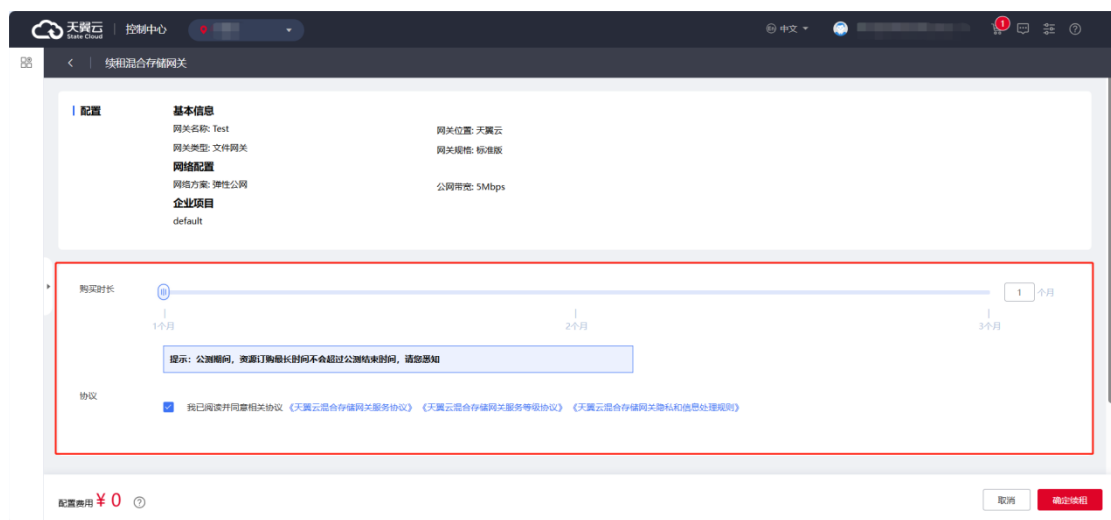 天翼云 State Cloud 控制中心 中文 1
续租混合存储网关
配置 基本信息
网关名称: Test 网关位置: 天翼云
网关类型: 文件网关 网关规格: 标准版
网络配置
网络方案: 弹性公网 公网带宽: 5Mbps
企业项目
default
购买时长 1 个月
1个月 2个月 3个月
提示：公测期间，资源订购最长时间不会超过公测结束时间，请您悉知
协议
我已阅读并同意相关协议 《天翼云混合存储网关服务协议》 《天翼云混合存储网关服务等级协议》 《天翼云混合存储网关隐私和信息处理规则》
配置费用 ¥ 0 取消 确定续租